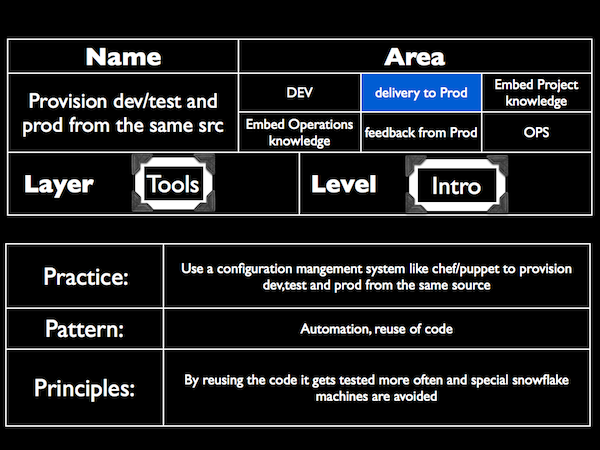 Name
Area
Provision dev/test and
prod from the same src
DEV
delivery to Prod
Embed Project
knowledge
Embed Operations
knowledge
feedback from Prod
OPS
Layer
Tools
Level
Intro
Practice:
Use a configuration mangement system like chef/puppet to provision
dev,test and prod from the same source
Pattern:
Automation, reuse of code
Principles:
By reusing the code it gets tested more often and special snowflake
machines are avoided